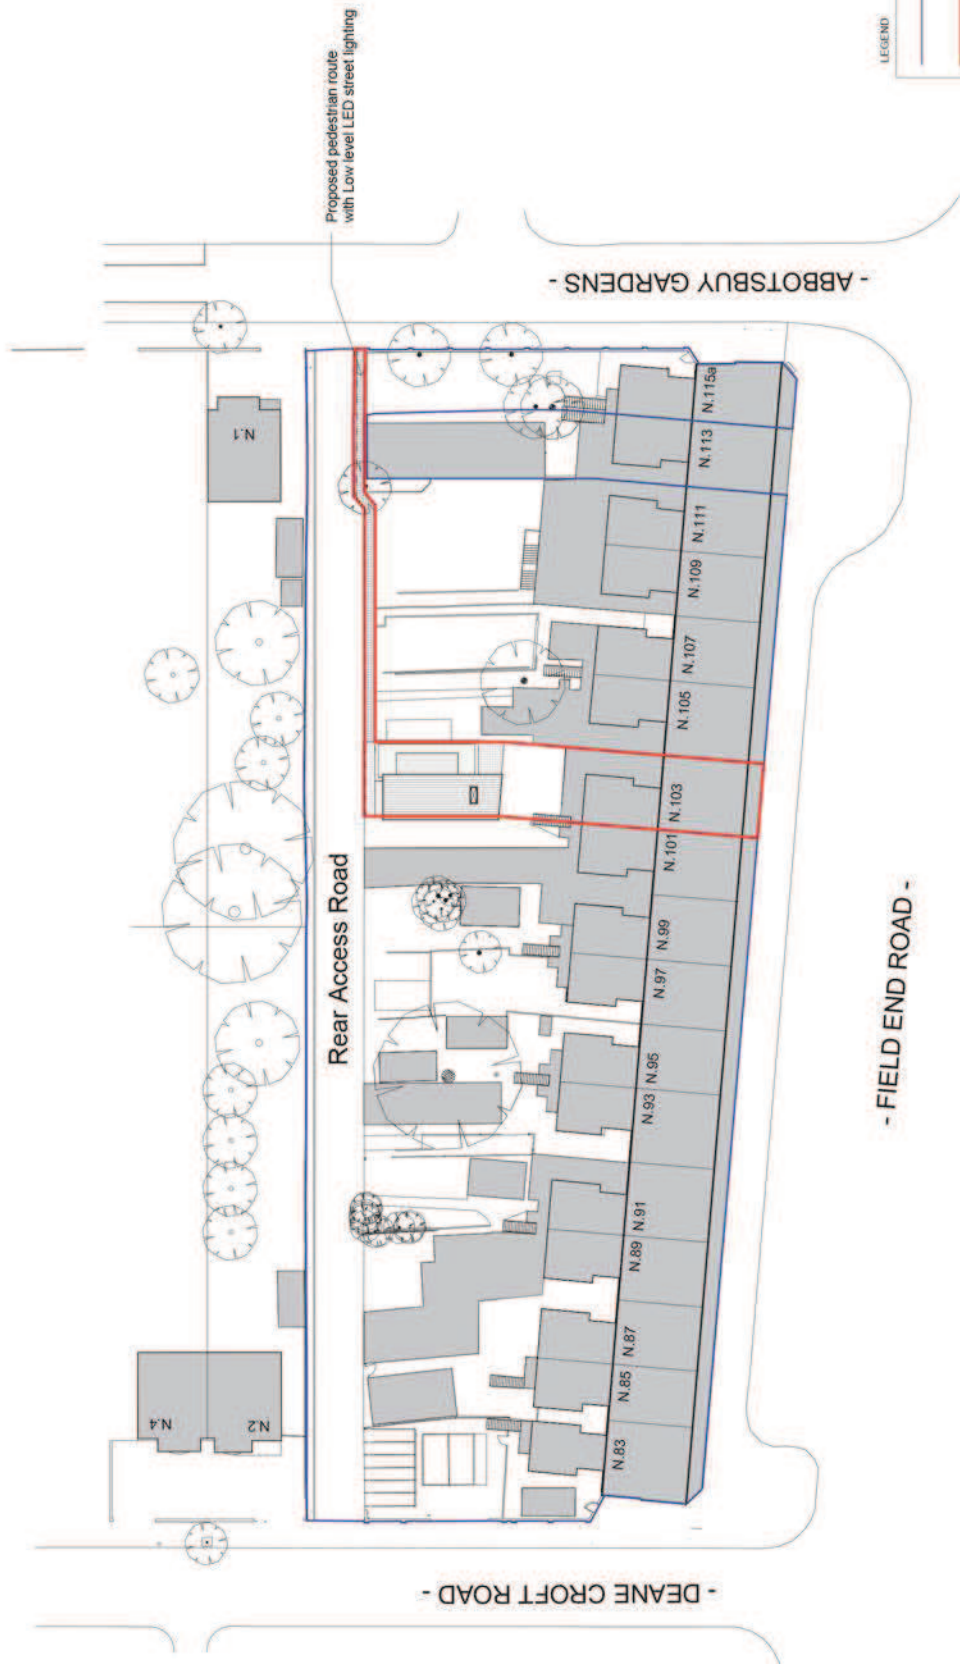 Proposed pedestrian route
with Low level LED street lighting
LEGEND
- ABBOTSBUY GARDENS -
N.1
N.115a
N.113
N.111
N.109
N.107
N.105
N.103
N.101
N.99
N.97
N.95
N.93
N.91
N.89
N.87
N.85
N.83
Rear Access Road
- FIELD END ROAD -
N.4
N.2
- DEANE CROFT ROAD -